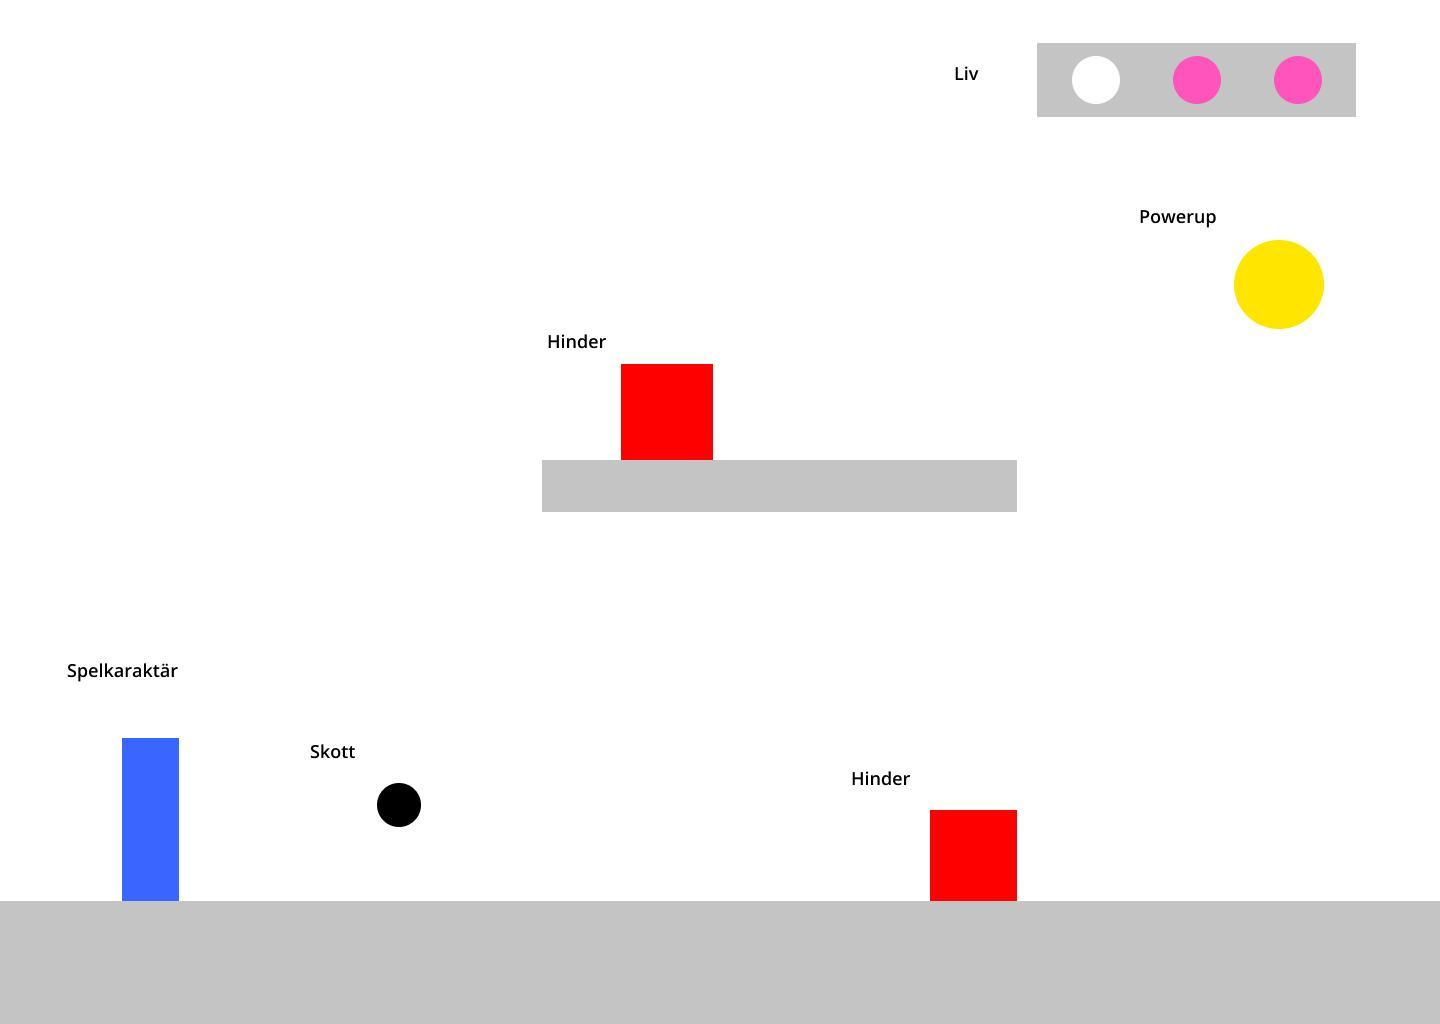 Liv
Powerup
Hinder
Spelkaraktär
Skott
Hinder